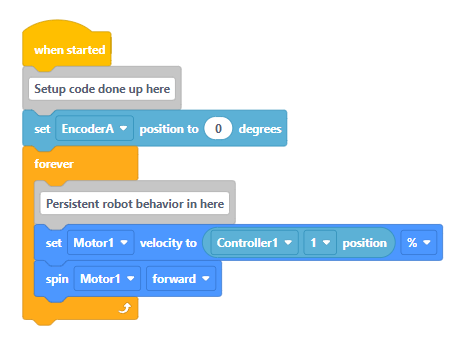 when started
Setup code done up here
set EncoderA position to 0 degrees
forever
Persistent robot behavior in here
set Motor1 velocity to Controller1 1 position %
spin Motor1 forward